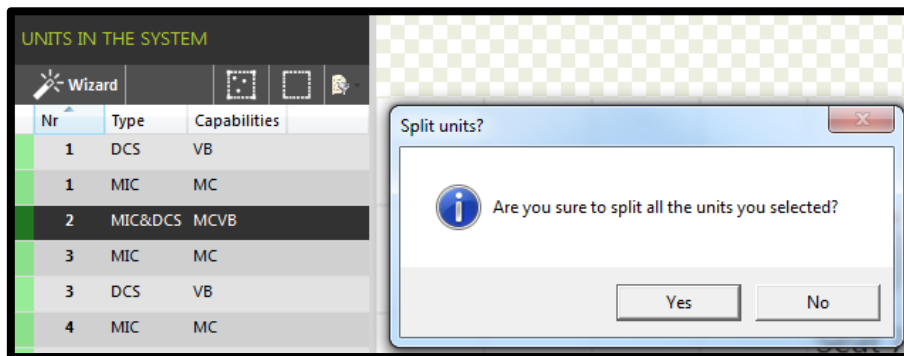 UNITS IN THE SYSTEM
Wizard
Nr Type Capabilities
1 DCS VB
1 MIC MC
2 MIC&DCS MCVB
3 MIC MC
3 DCS VB
4 MIC MC
Split units?
Are you sure to split all the units you selected?
Yes No